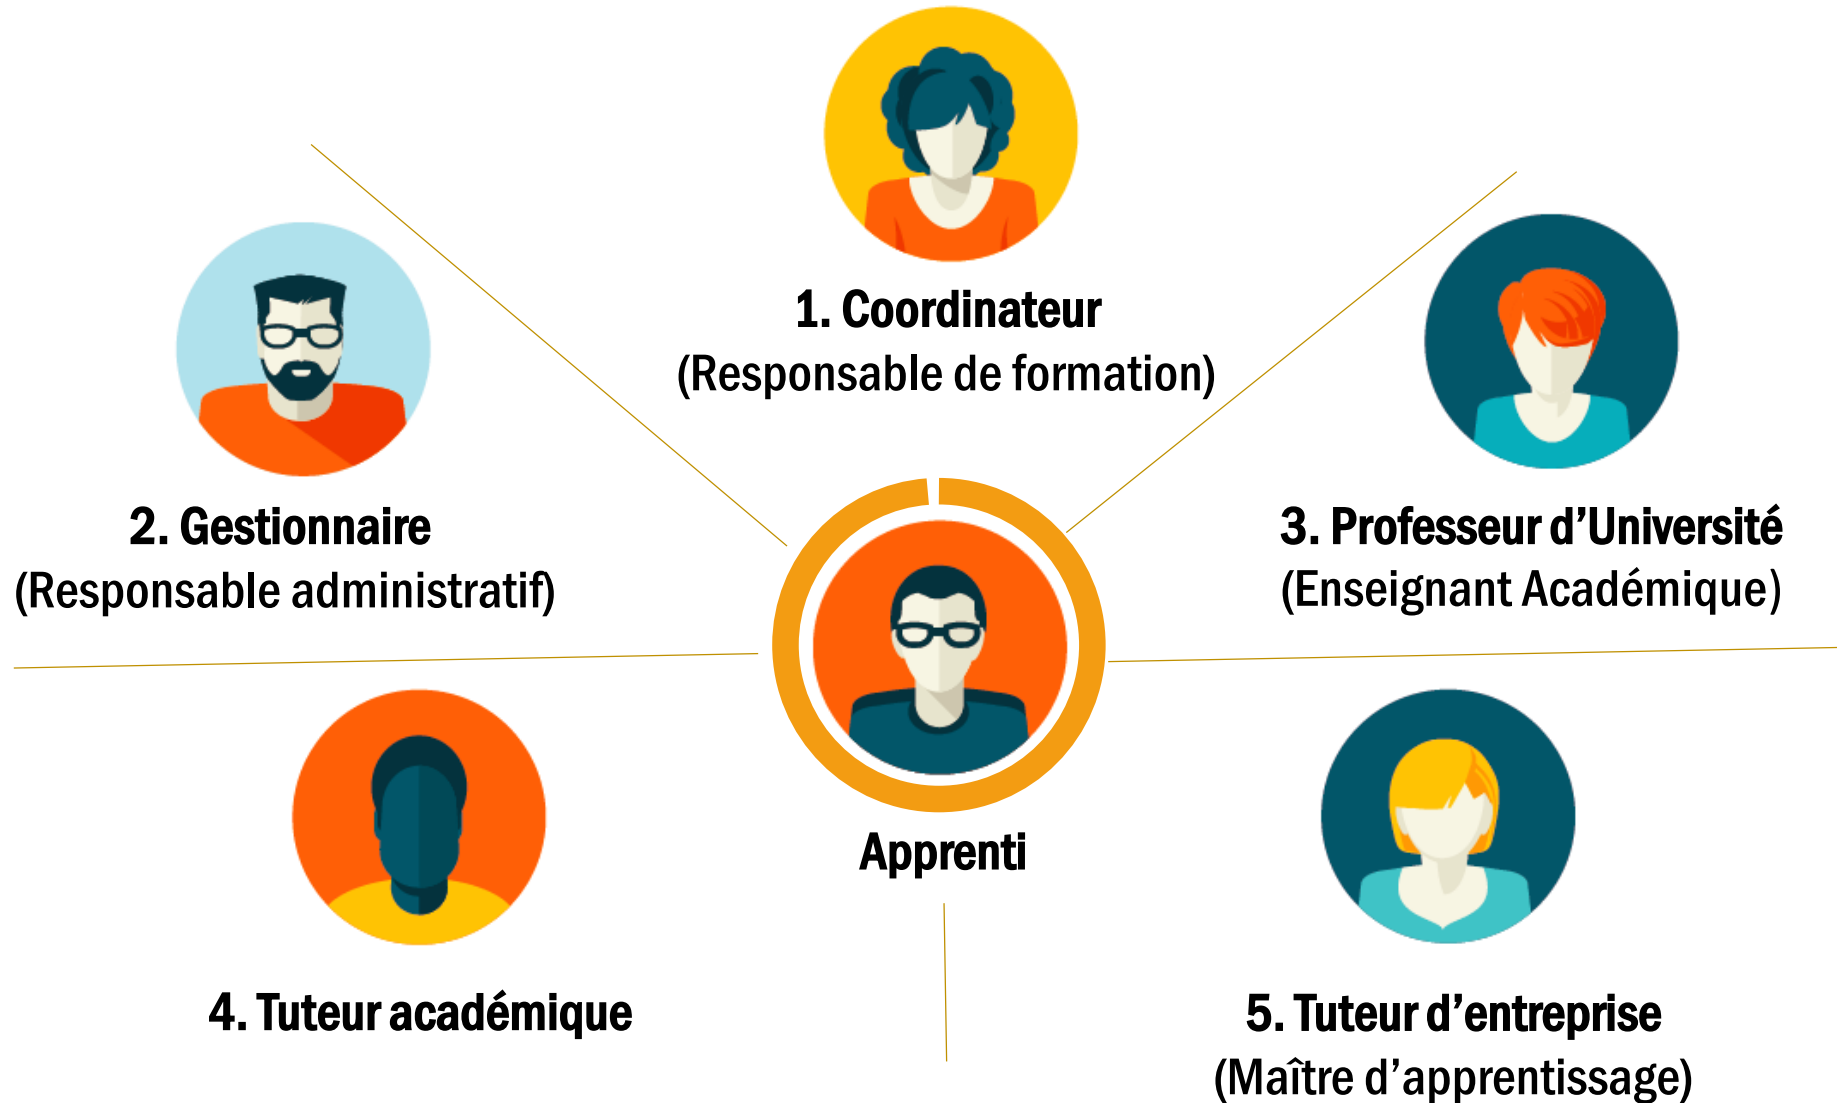 1. Coordinateur
(Responsable de formation)
2. Gestionnaire
(Responsable administratif)
3. Professeur d’Université
(Enseignant Académique)
Apprenti
4. Tuteur académique
5. Tuteur d’entreprise
(Maître d’apprentissage)